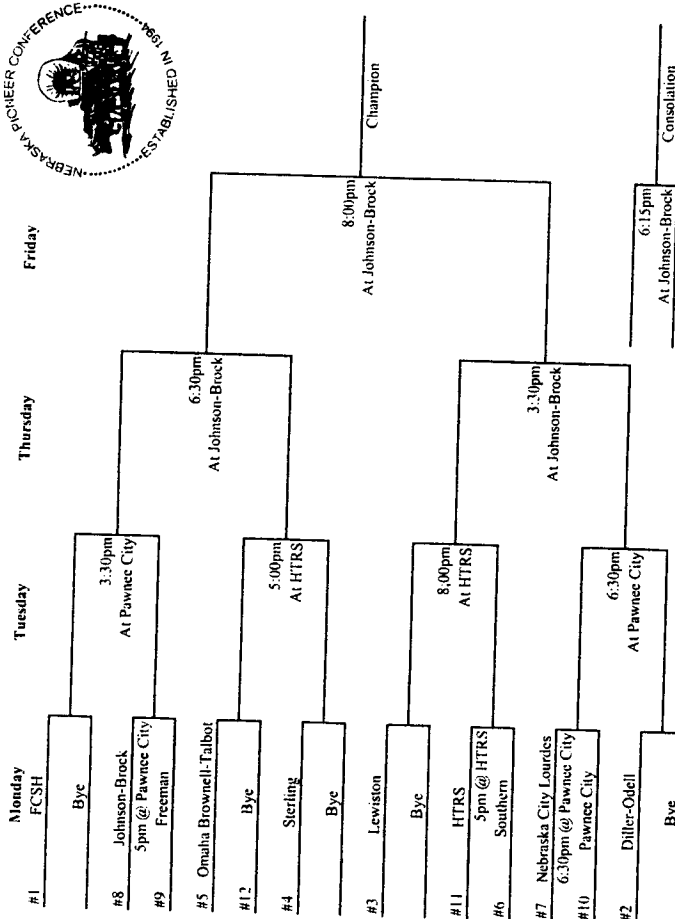 NEBRASKA PIONEER CONFERENCE
ESTABLISHED IN 1994
Monday
Tuesday
Thursday
Friday
#1
FCSH
Bye
3:30pm
At Pawnee City
#8
Johnson-Brock
5pm @ Pawnee City
#9
Freeman
6:30pm
At Johnson-Brock
#5
Omaha Brownell-Talbot
#12
Bye
5:00pm
At HTRS
#4
Sterling
Bye
8:00pm
At Johnson-Brock
Champion
#3
Lewiston
Bye
8,00pm
At HTRS
#11
HTRS
5pm @ HTRS
#6
Southern
3:30pm
At Johnson-Brock
#7
Nebraska City Lourdes
6:30pm @ Pawnee City
#10
Pawnee City
6:30pm
At Pawnee City
#2
Diller-Odell
Bye
6:15pm
At Johnson-Brock
Consolation